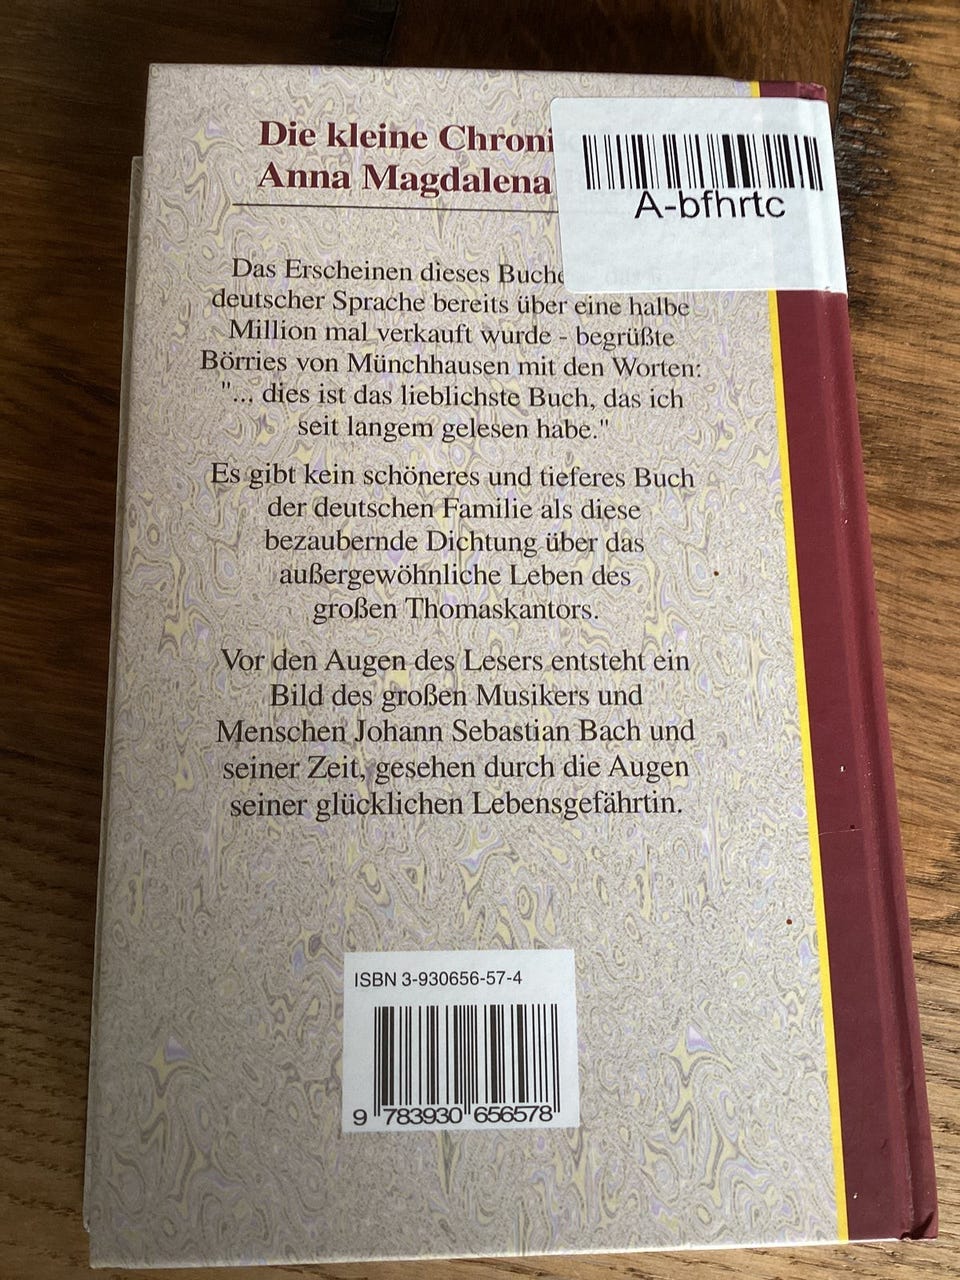 Die kleine Chroni
Anna Magdalena
A-bfhrtc
Das Erscheinen dieses Buche
deutscher Sprache bereits über eine halbe
Million mal verkauft wurde - begrüßte
Börries von Münchhausen mit den Worten:
"... dies ist das lieblichste Buch, das ich
seit langem gelesen habe."
Es gibt kein schöneres und tieferes Buch
der deutschen Familie als diese
bezaubernde Dichtung über das
außergewöhnliche Leben des
großen Thomaskantors.
Vor den Augen des Lesers entsteht ein
Bild des großen Musikers und
Menschen Johann Sebastian Bach und
seiner Zeit, gesehen durch die Augen
seiner glücklichen Lebensgefährtin.
ISBN 3-930656-57-4
9 783930 656578